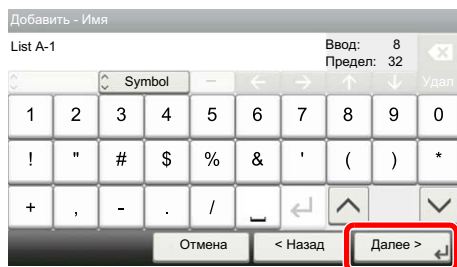 Добавить - Имя
List A-1
Ввод: 8
Предел: 32
Symbol Удал
1 2 3 4 5 6 7 8 9 0
! " # $ % & ' ( ) *
+ , - . /
Отмена < Назад Далее >